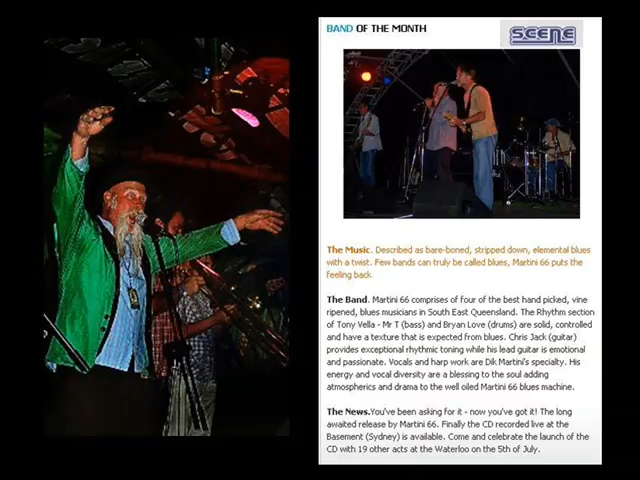 BAND OF THE MONTH
SCENE
The Music. Described as bare-boned, stripped down, elemental blues
with a twist. Few bands can truly be called blues, Martini 66 puts the
feeling back
The Band. Martini 66 comprises of four of the best hand picked, vine
ripened, blues musicians in South East Queensland. The Rhythm section
of Tony Vella - Mr T (bass) and Bryan Love (drums) are solid, controlled
and have a texture that is expected from blues. Chris Jack (guitar)
provides exceptional rhythmic toning while his lead guitar is emotional
and passionate. Vocals and harp work are Dik Martini's specialty. His
energy and vocal diversity are a blessing to the soul adding
atmospherics and drama to the well oiled Martini 66 blues machine.
The News.You've been asking for it - now you've got it! The long
awaited release by Martini 66. Finally the CD recorded live at the
Basement (Sydney) is available. Come and celebrate the launch of the
CD with 19 other acts at the Waterloo on the 5th of July.